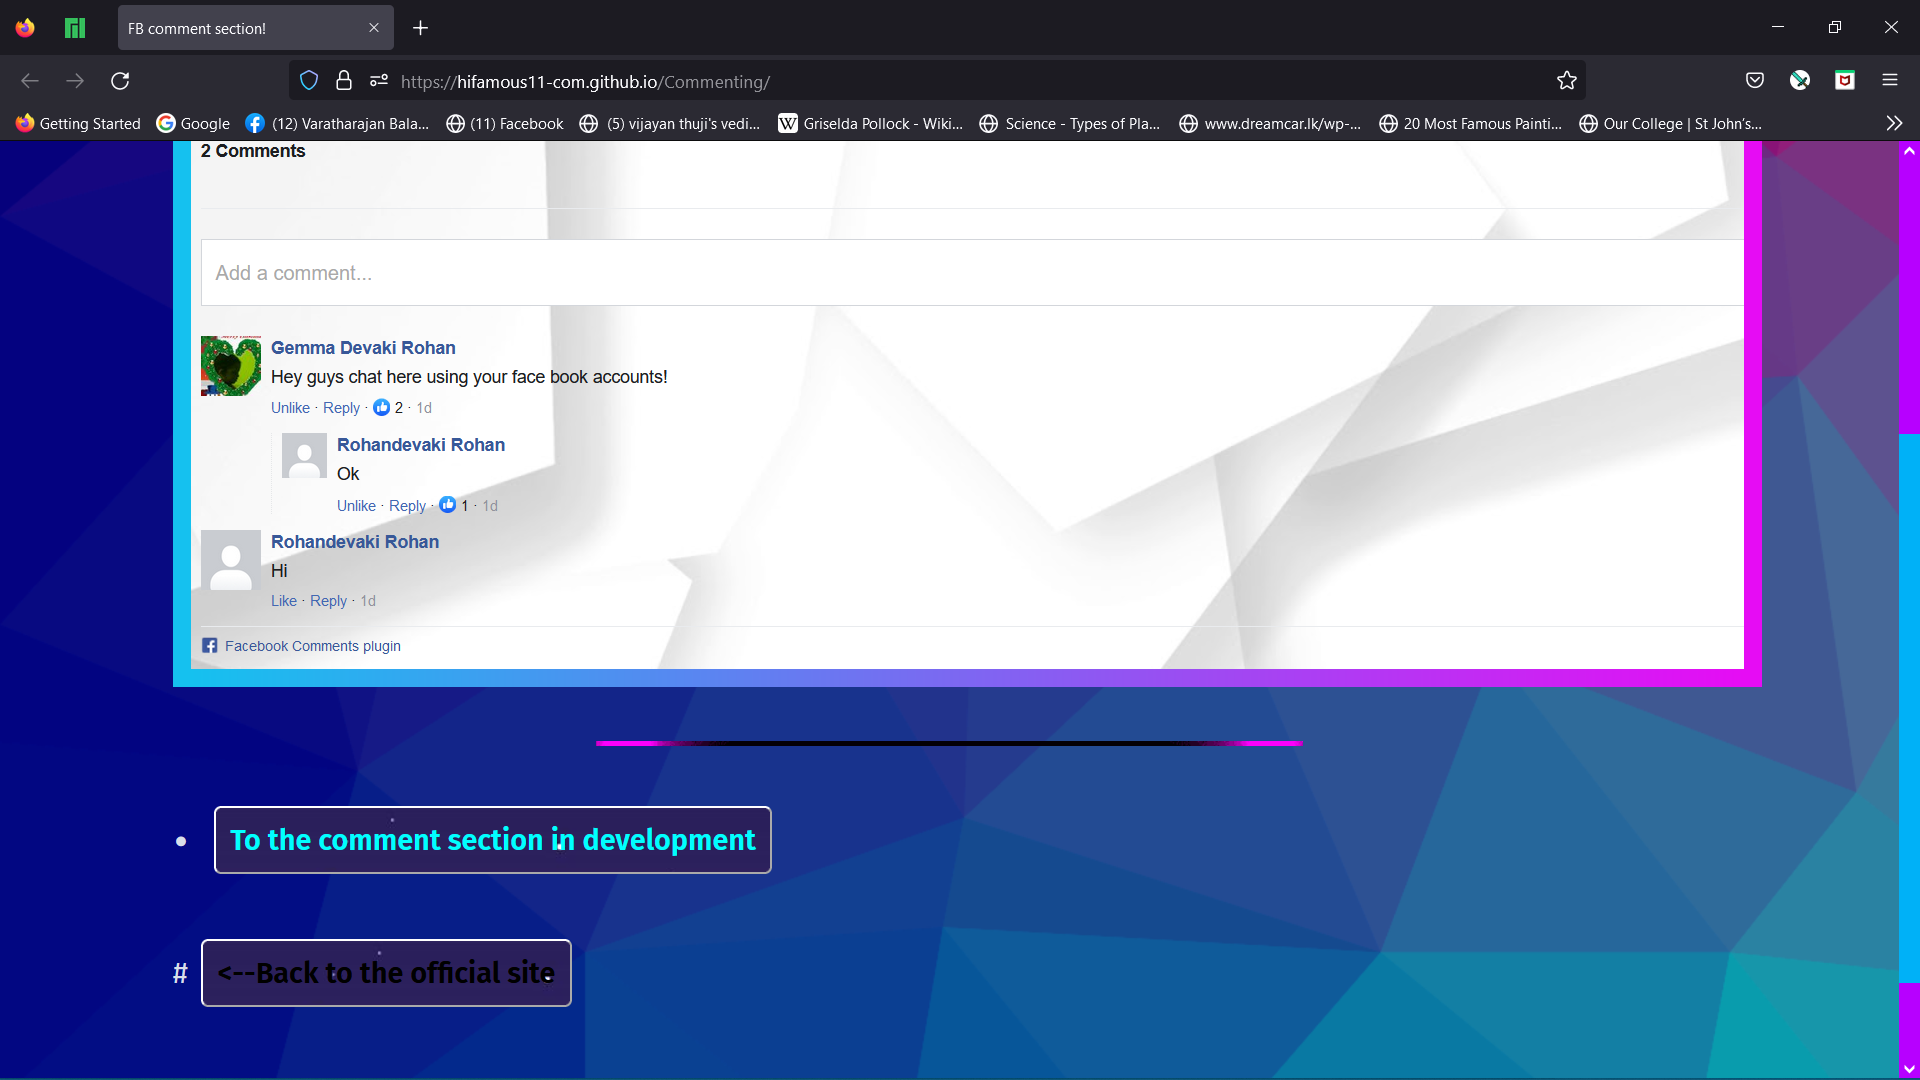 FB comment section!
https://hifamous11-com.github.io/Commenting/
Getting Started Google (12) Varatharajan Bala... (11) Facebook (5) vijayan thuji's vedi... Griselda Pollock - Wiki... Science - Types of Pla... www.dreamcar.lk/wp-... 20 Most Famous Painti... Our College | St John's...
2 Comments
Add a comment...
Gemma Devaki Rohan
Hey guys chat here using your face book accounts!
Unlike · Reply · 2 · 1d
Rohandevaki Rohan
Ok
Unlike · Reply · 1 · 1d
Rohandevaki Rohan
Hi
Like · Reply · 1d
Facebook Comments plugin
• To the comment section in development
# <--Back to the official site